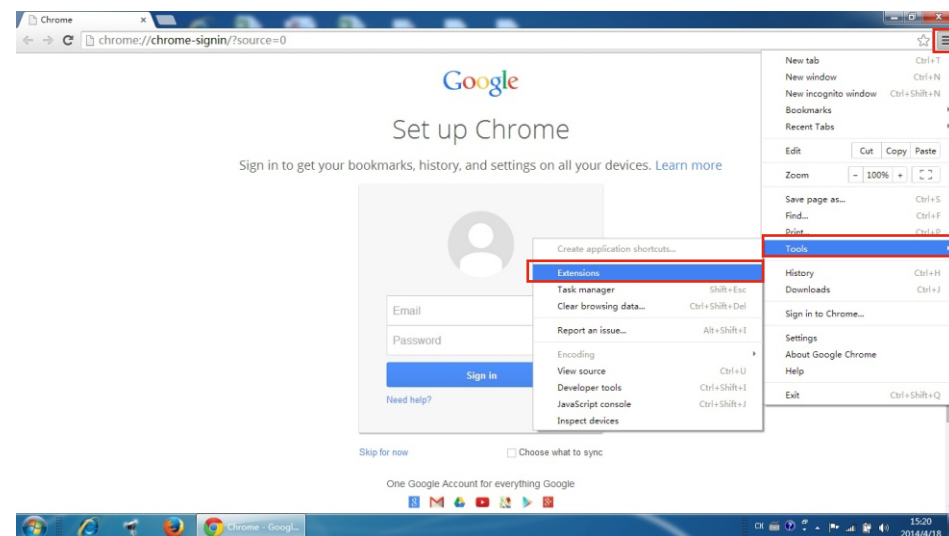 Chrome
chrome://chrome-signin/?source=0
Google
Set up Chrome
Sign in to get your bookmarks, history, and settings on all your devices. Learn more
Email
Password
Sign in
Need help?
Skip for now
Choose what to sync
One Google Account for everything Google
New tab Ctrl+T
New window Ctrl+N
New incognito window Ctrl+Shift+N
Bookmarks
Recent Tabs
Edit Cut Copy Paste
Zoom - 100% +
Save page as... Ctrl+S
Find... Ctrl+F
Print... Ctrl+P
Tools
History Ctrl+H
Downloads Ctrl+J
Sign in to Chrome...
Settings
About Google Chrome
Help
Exit Ctrl+Shift+Q
Create application shortcuts...
Extensions
Task manager Shift+Esc
Clear browsing data... Ctrl+Shift+Del
Report an issue... Alt+Shift+I
Encoding
View source Ctrl+U
Developer tools Ctrl+Shift+I
JavaScript console Ctrl+Shift+J
Inspect devices
Chrome - Googl...
CH
15:20
2014/4/18